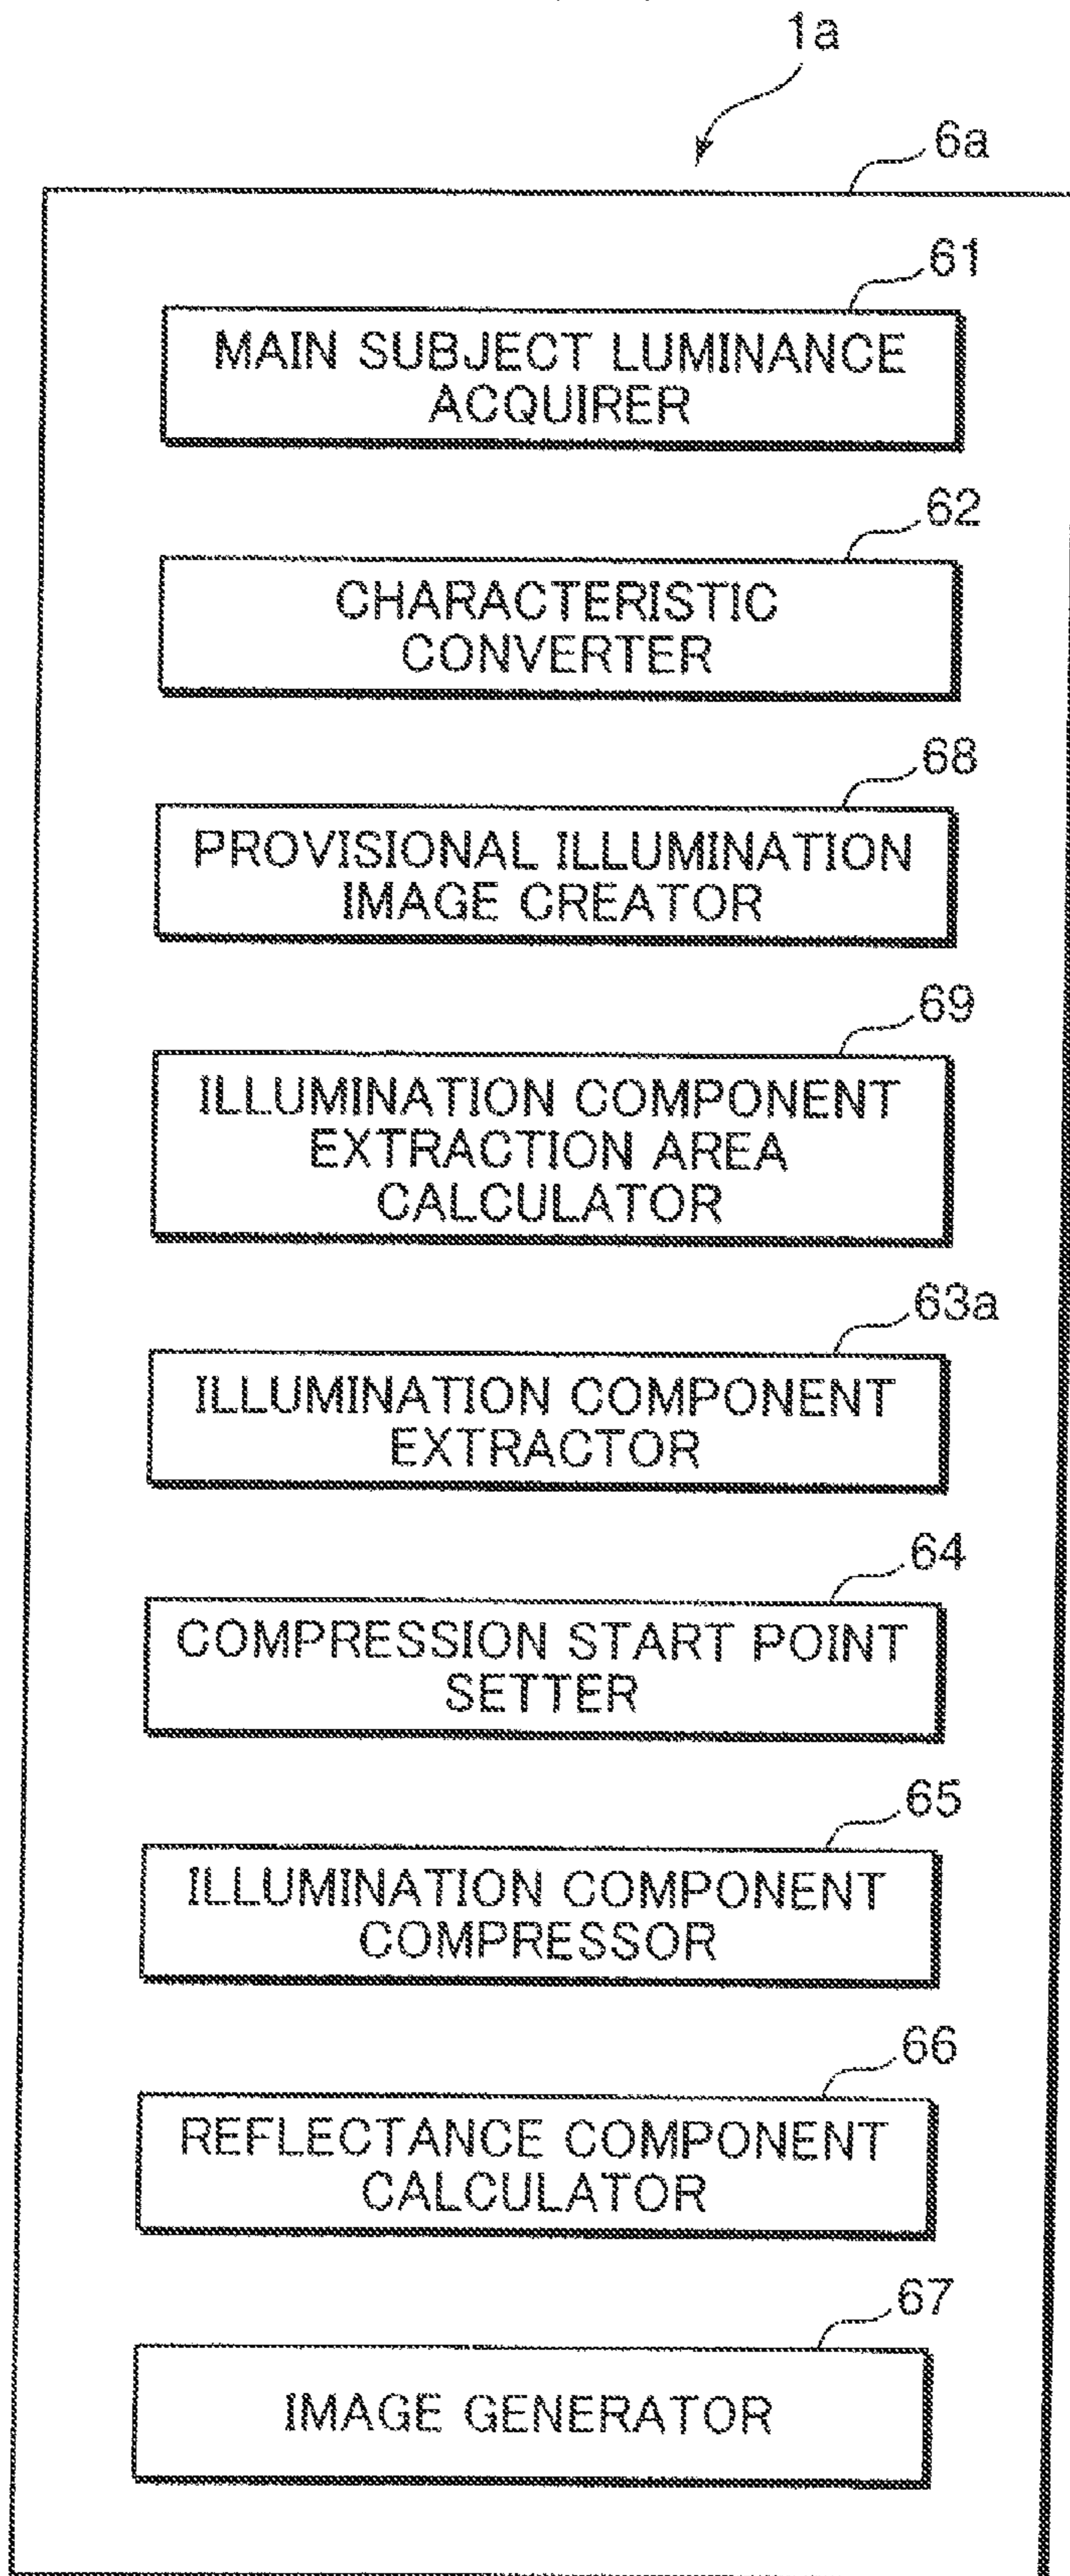 1a
6a
61
MAIN SUBJECT LUMINANCE
ACQUIRER
62
CHARACTERISTIC
CONVERTER
68
PROVISIONAL ILLUMINATION
IMAGE CREATOR
69
ILLUMINATION COMPONENT
EXTRACTION AREA
CALCULATOR
63a
ILLUMINATION COMPONENT
EXTRACTOR
64
COMPRESSION START POINT
SETTER
65
ILLUMINATION COMPONENT
COMPRESSOR
66
REFLECTANCE COMPONENT
CALCULATOR
67
IMAGE GENERATOR